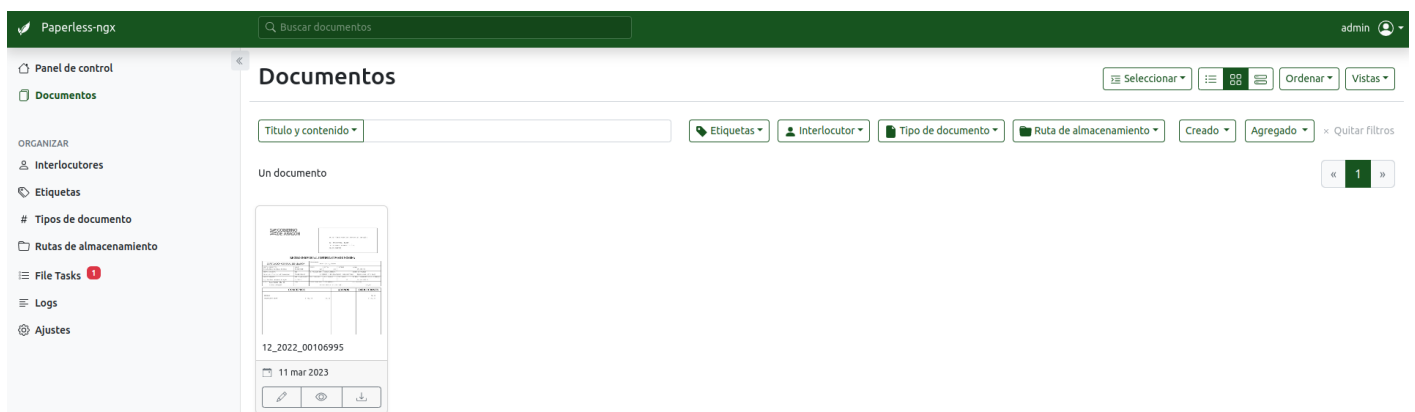 Paperless-ngx
Buscar documentos
admin
Panel de control
Documentos
ORGANIZAR
Interlocutores
Etiquetas
# Tipos de documento
Rutas de almacenamiento
File Tasks 1
Logs
Ajustes
«
Documentos
Seleccionar
Ordenar
Vistas
Titulo y contenido
Etiquetas
Interlocutor
Tipo de documento
Ruta de almacenamiento
Creado
Agregado
× Quitar filtros
Un documento
« 1 »
12_2022_00106995
11 mar 2023